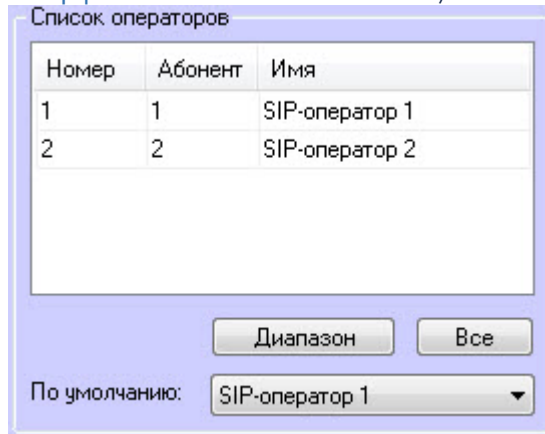 Список операторов
Номер Абонент Имя
1 1 SIP-оператор 1
2 2 SIP-оператор 2
Диапазон Все
По умолчанию: SIP-оператор 1